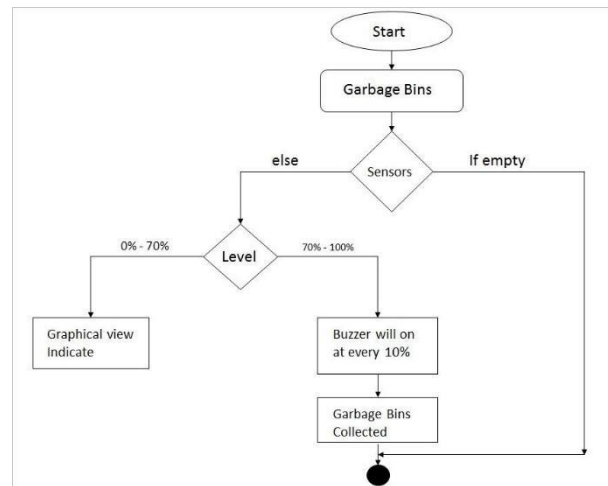 Start
Garbage Bins
else
If empty
Sensors
0% - 70%
70% - 100%
Level
Graphical view
Indicate
Buzzer will on
at every 10%
Garbage Bins
Collected